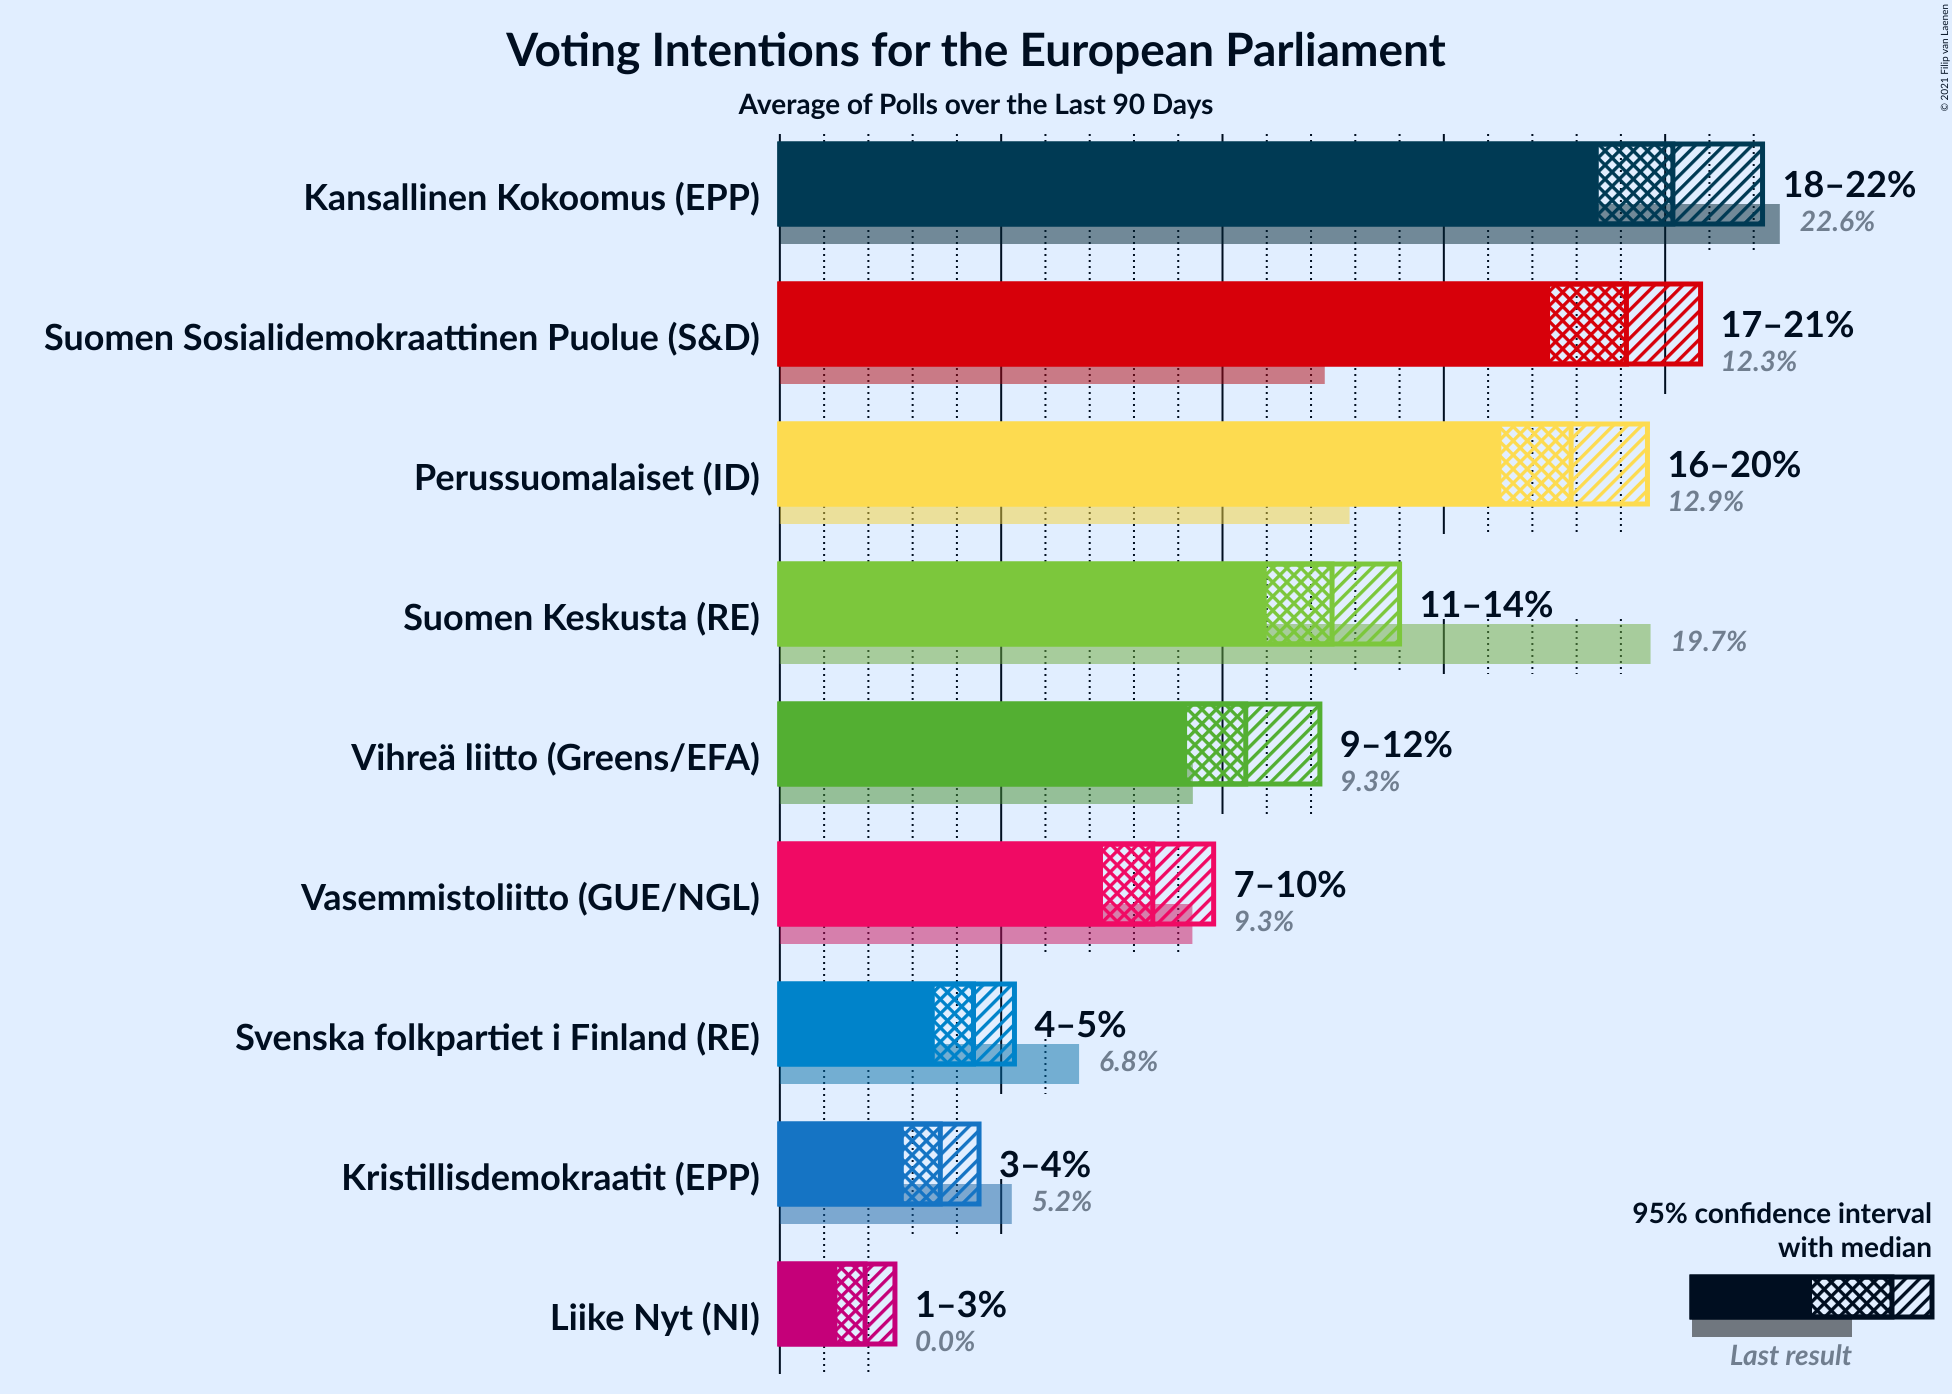 © 2021 Filip van Laenen
Voting Intentions for the European Parliament
Average of Polls over the Last 90 Days
Kansallinen Kokoomus (EPP)
18–22%
22.6%
Suomen Sosialidemokraattinen Puolue (S&D)
17–21%
12.3%
Perussuomalaiset (ID)
16–20%
12.9%
Suomen Keskusta (RE)
11–14%
19.7%
Vihreä liitto (Greens/EFA)
9–12%
9.3%
Vasemmistoliitto (GUE/NGL)
7–10%
9.3%
Svenska folkpartiet i Finland (RE)
4–5%
6.8%
Kristillisdemokraatit (EPP)
3–4%
5.2%
Liike Nyt (NI)
1–3%
0.0%
95% confidence interval
with median
Last result